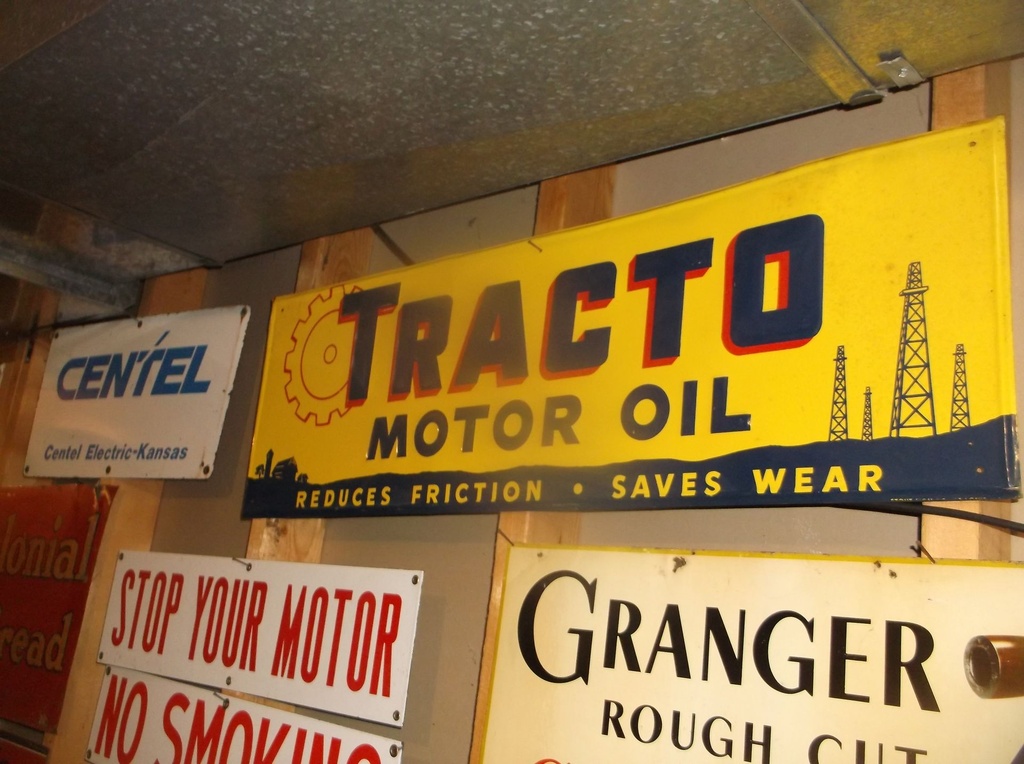 CENTEL
Centel Electric-Kansas
TRACTO
MOTOR OIL
REDUCES FRICTION • SAVES WEAR
lonial
read
STOP YOUR MOTOR
NO SMOKING
GRANGER
ROUGH CUT